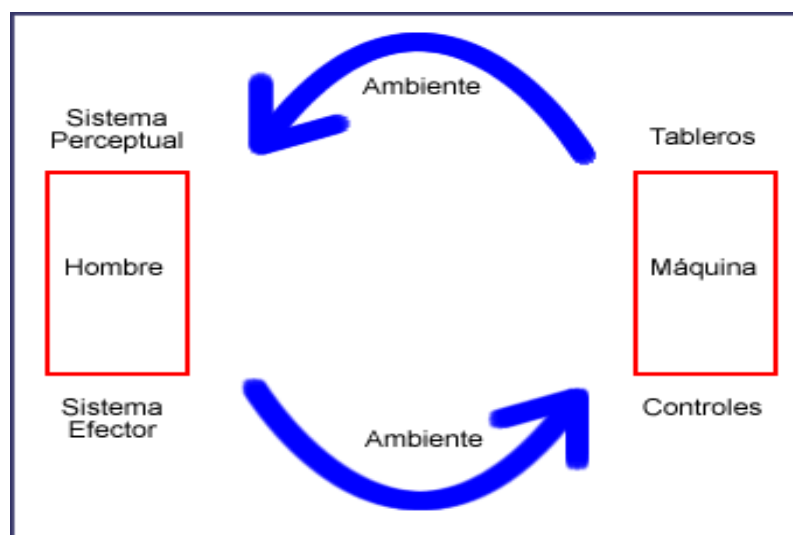 Ambiente
Sistema
Perceptual
Tableros
Hombre
Máquina
Sistema
Efector
Controles
Ambiente